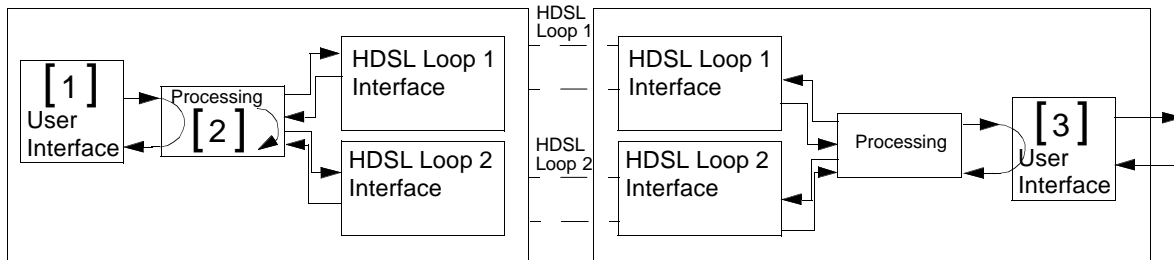 HDSL
Loop 1
HDSL Loop 1
Interface
[1]
User
Interface
Processing
[2]
HDSL
Loop 2
HDSL Loop 2
Interface
HDSL Loop 1
Interface
HDSL Loop 2
Interface
Processing
[3]
User
Interface